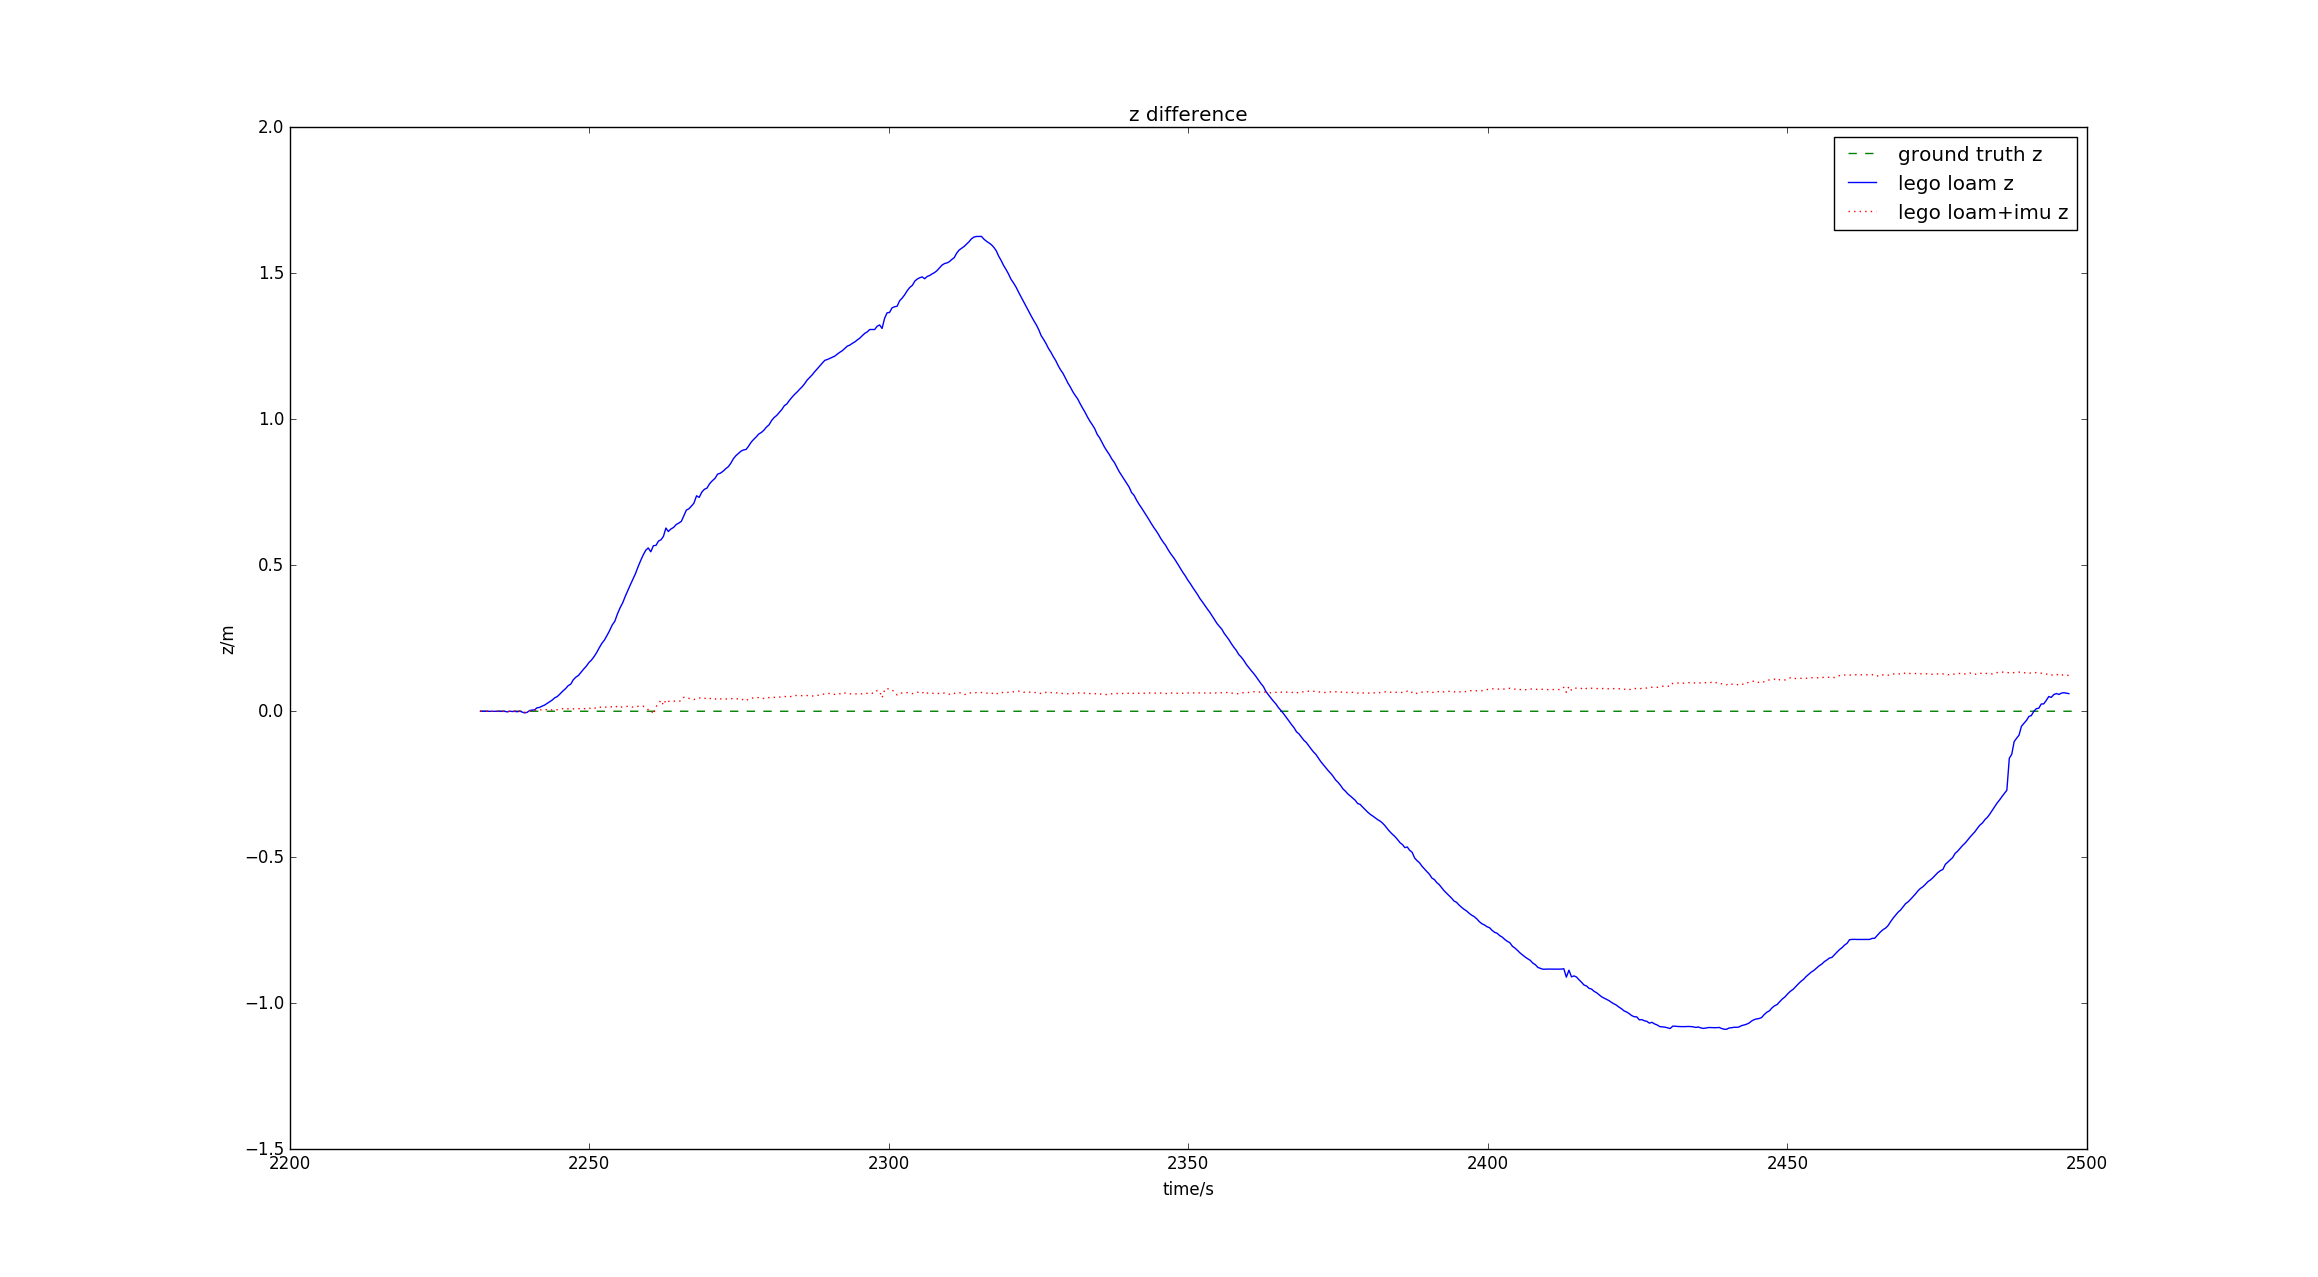 z difference
2.0
1.5
1.0
0.5
0.0
−0.5
−1.0
−1.5
z/m
ground truth z
lego loam z
lego loam+imu z
2200 2250 2300 2350 2400 2450 2500
time/s